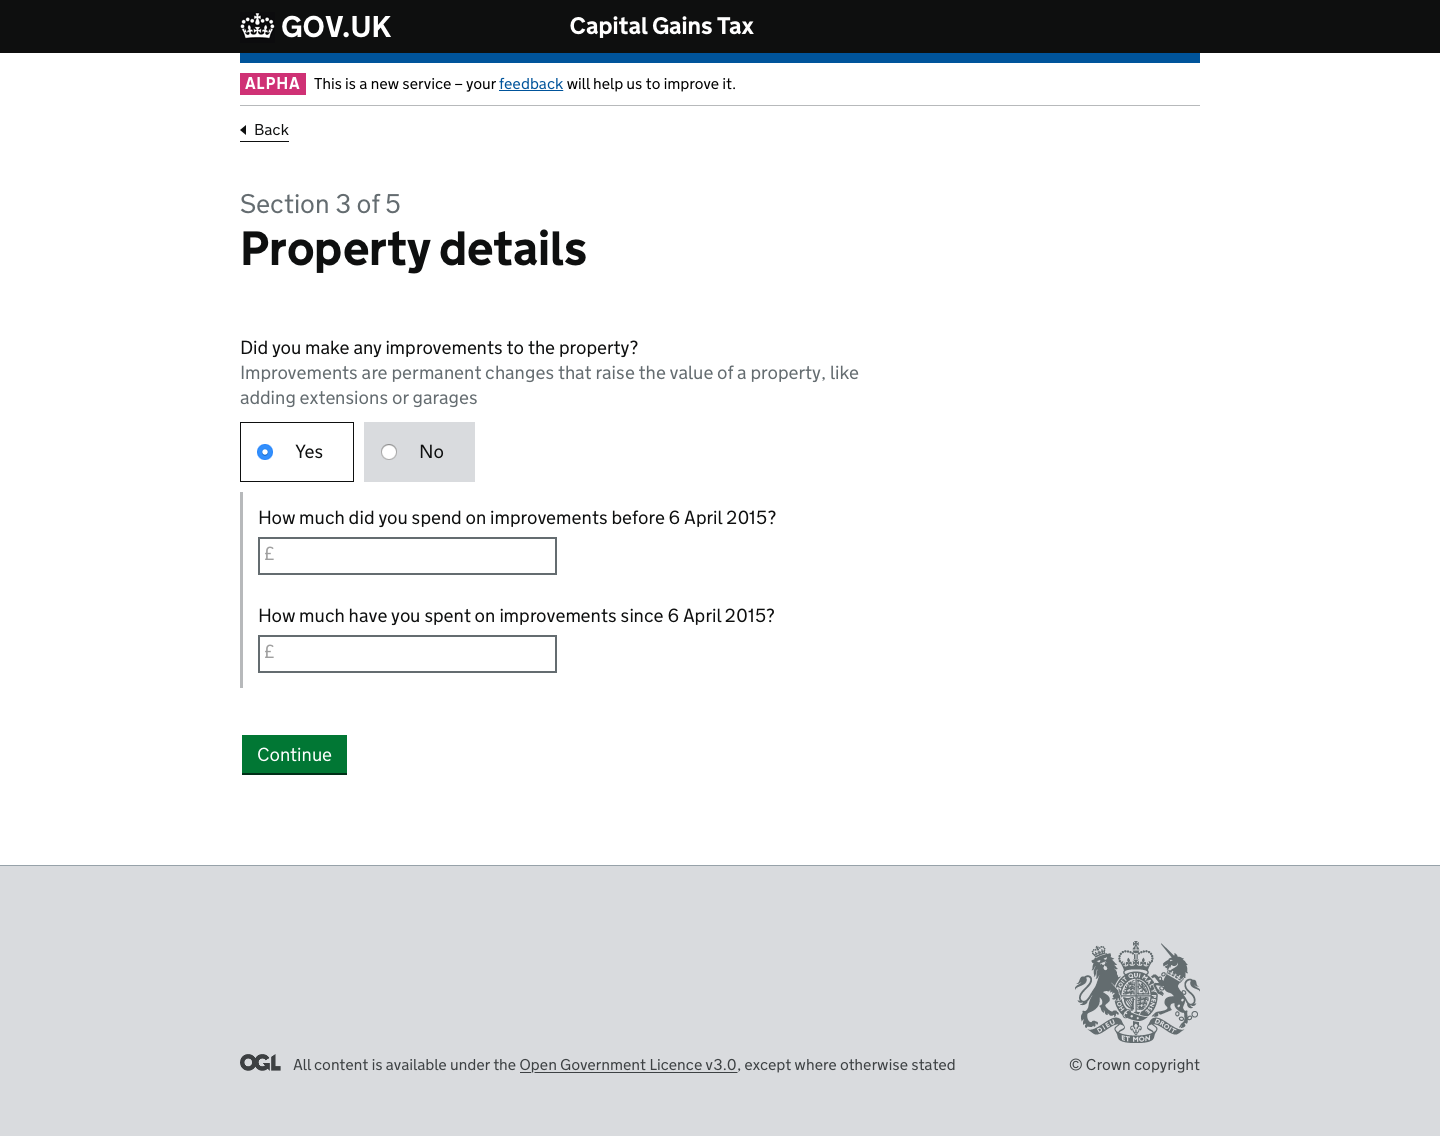 GOV.UK
Capital Gains Tax
ALPHA This is a new service – your feedback will help us to improve it.
Back
Section 3 of 5
Property details
Did you make any improvements to the property?
Improvements are permanent changes that raise the value of a property, like
adding extensions or garages
Yes
No
How much did you spend on improvements before 6 April 2015?
£
How much have you spent on improvements since 6 April 2015?
£
Continue
DIEU ET MON DROIT
OGL All content is available under the Open Government Licence v3.0, except where otherwise stated
© Crown copyright